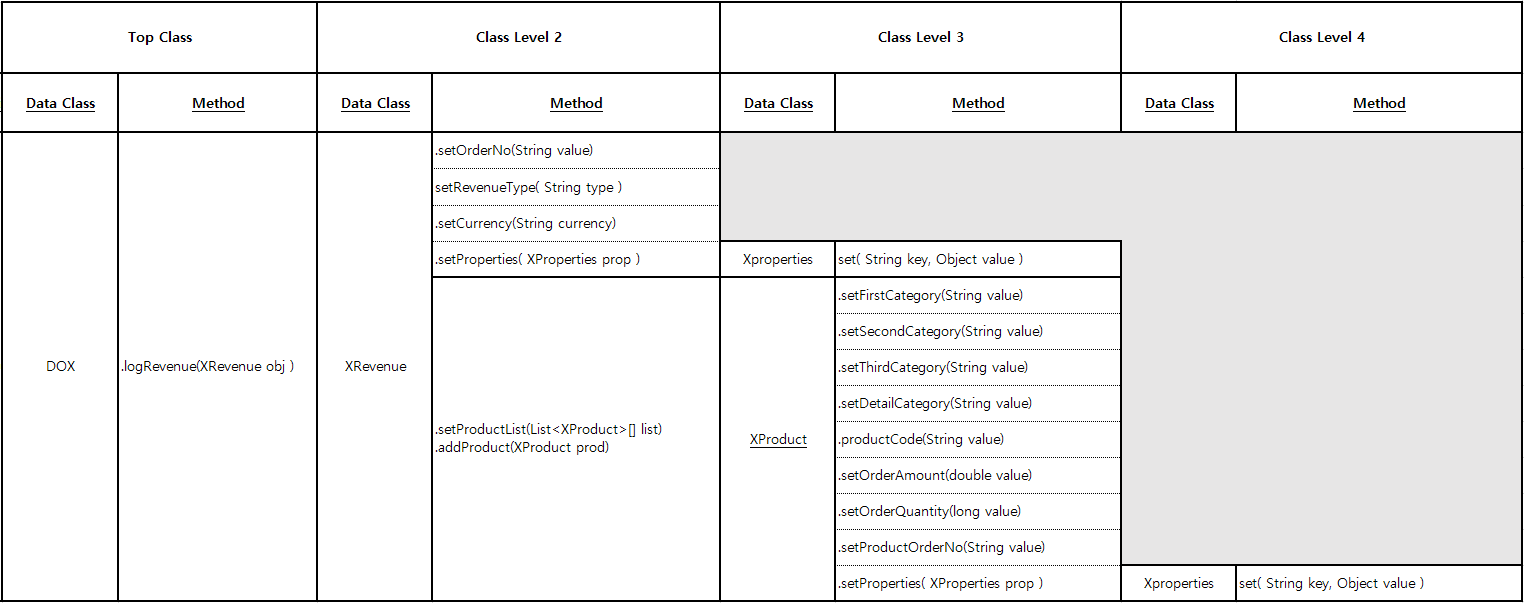 Top Class
Class Level 2
Class Level 3
Class Level 4
Data Class
Method
Data Class
Method
Data Class
Method
Data Class
Method
DOX
.logRevenue(XRevenue obj )
XRevenue
.setOrderNo(String value)
setRevenueType( String type )
.setCurrency(String currency)
.setProperties( XProperties prop )
Xproperties
set( String key, Object value )
.setProductList(List<XProduct>[] list)
.addProduct(XProduct prod)
XProduct
.setFirstCategory(String value)
.setSecondCategory(String value)
.setThirdCategory(String value)
.setDetailCategory(String value)
.productCode(String value)
.setOrderAmount(double value)
.setOrderQuantity(long value)
.setProductOrderNo(String value)
.setProperties( XProperties prop )
Xproperties
set( String key, Object value )